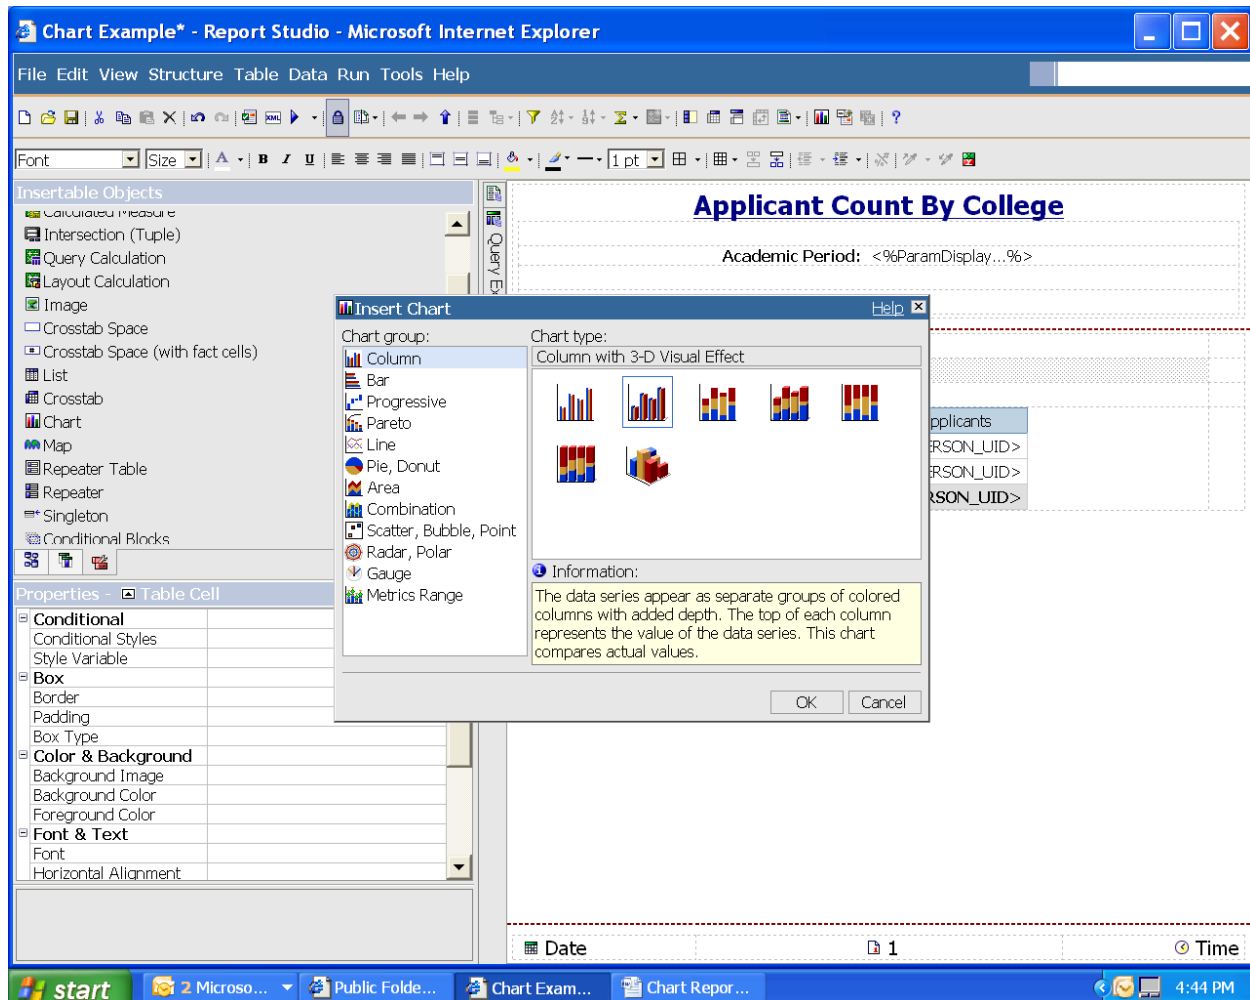 Chart Example* - Report Studio - Microsoft Internet Explorer
File Edit View Structure Table Data Run Tools Help
Font Size 1 pt
Insertable Objects
Calculated Measure
Intersection (Tuple)
Query Calculation
Layout Calculation
Image
Crosstab Space
Crosstab Space (with fact cells)
List
Crosstab
Chart
Map
Repeater Table
Repeater
Singleton
Conditional Blocks
Properties - Table Cell
Conditional
Conditional Styles
Style Variable
Box
Border
Padding
Box Type
Color & Background
Background Image
Background Color
Foreground Color
Font & Text
Font
Horizontal Alignment
Query Ex
Applicant Count By College
Academic Period: <%ParamDisplay...%>
pplicants
ERSON_UID>
ERSON_UID>
RSON_UID>
Insert Chart Help
Chart group:
Column
Bar
Progressive
Pareto
Line
Pie, Donut
Area
Combination
Scatter, Bubble, Point
Radar, Polar
Gauge
Metrics Range
Chart type:
Column with 3-D Visual Effect
Information:
The data series appear as separate groups of colored
columns with added depth. The top of each column
represents the value of the data series. This chart
compares actual values.
OK Cancel
Date 1 Time
start 2 Microso... Public Folde... Chart Exam... Chart Repor... 4:44 PM